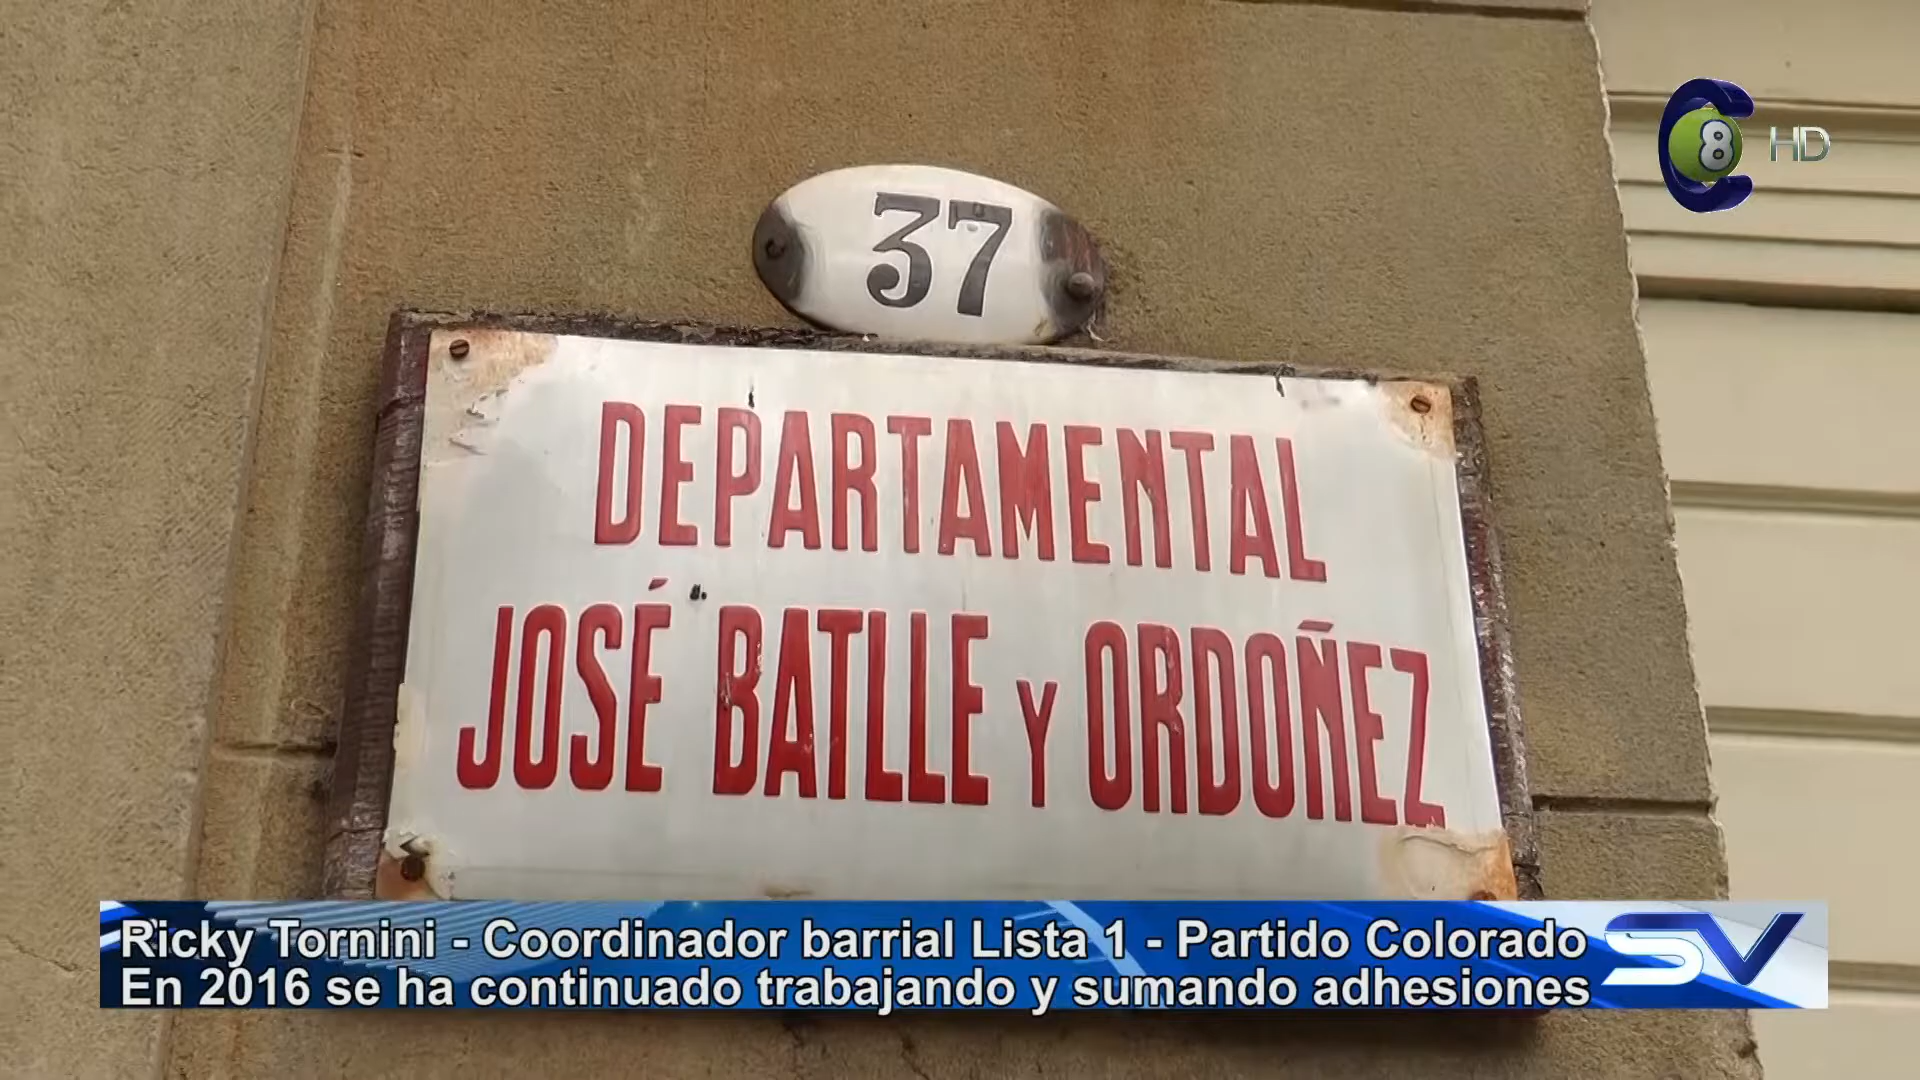 C8 HD
37
DEPARTAMENTAL
JOSÉ BATLLE Y ORDOÑEZ
Ricky Tornini - Coordinador barrial Lista 1 - Partido Colorado
En 2016 se ha continuado trabajando y sumando adhesiones
SV